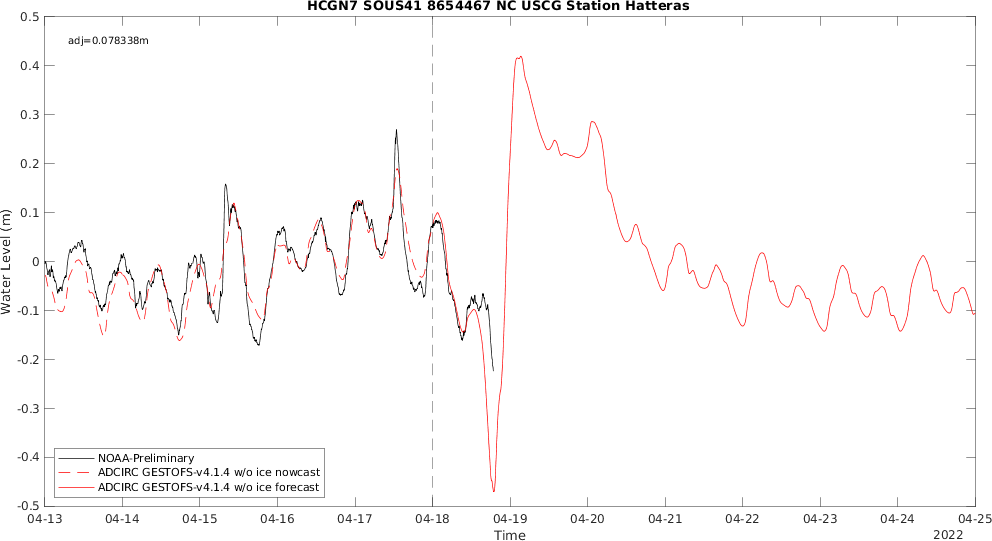 HCGN7 SOUS41 8654467 NC USCG Station Hatteras
adj=0.078338m
0.5
0.4
0.3
0.2
0.1
0
-0.1
-0.2
-0.3
-0.4
-0.5
Water Level (m)
NOAA-Preliminary
ADCIRC GESTOFS-v4.1.4 w/o ice nowcast
ADCIRC GESTOFS-v4.1.4 w/o ice forecast
04-13 04-14 04-15 04-16 04-17 04-18 04-19 04-20 04-21 04-22 04-23 04-24 04-25
Time
2022